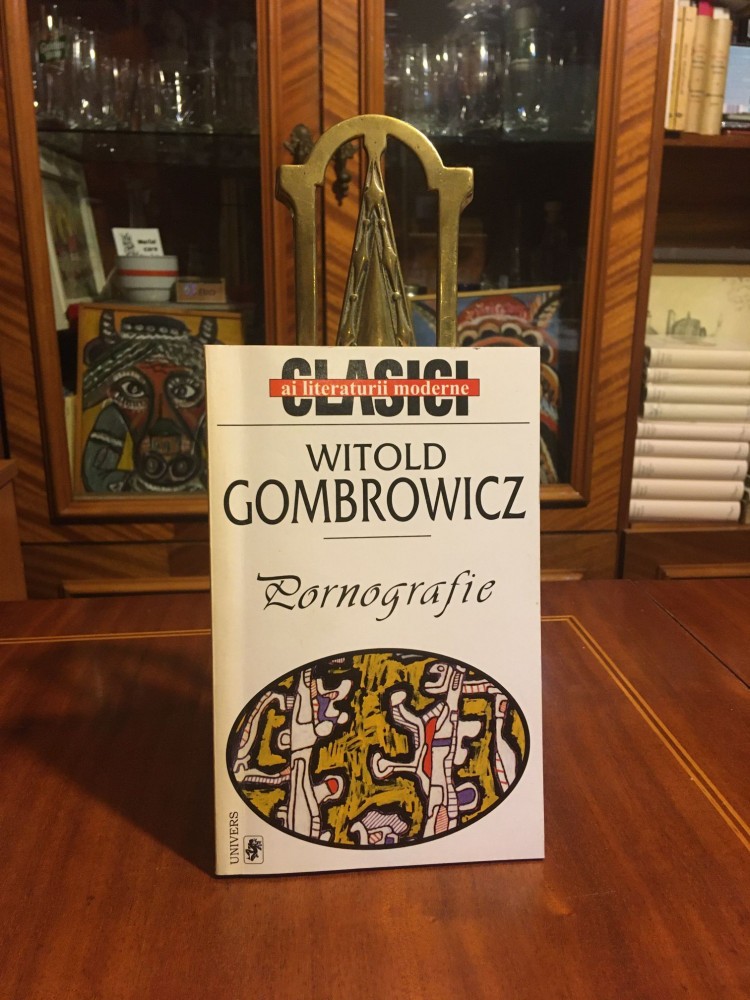 CLASICI
ai literaturii moderne
WITOLD
GOMBROWICZ
Pornografie
UNIVERS